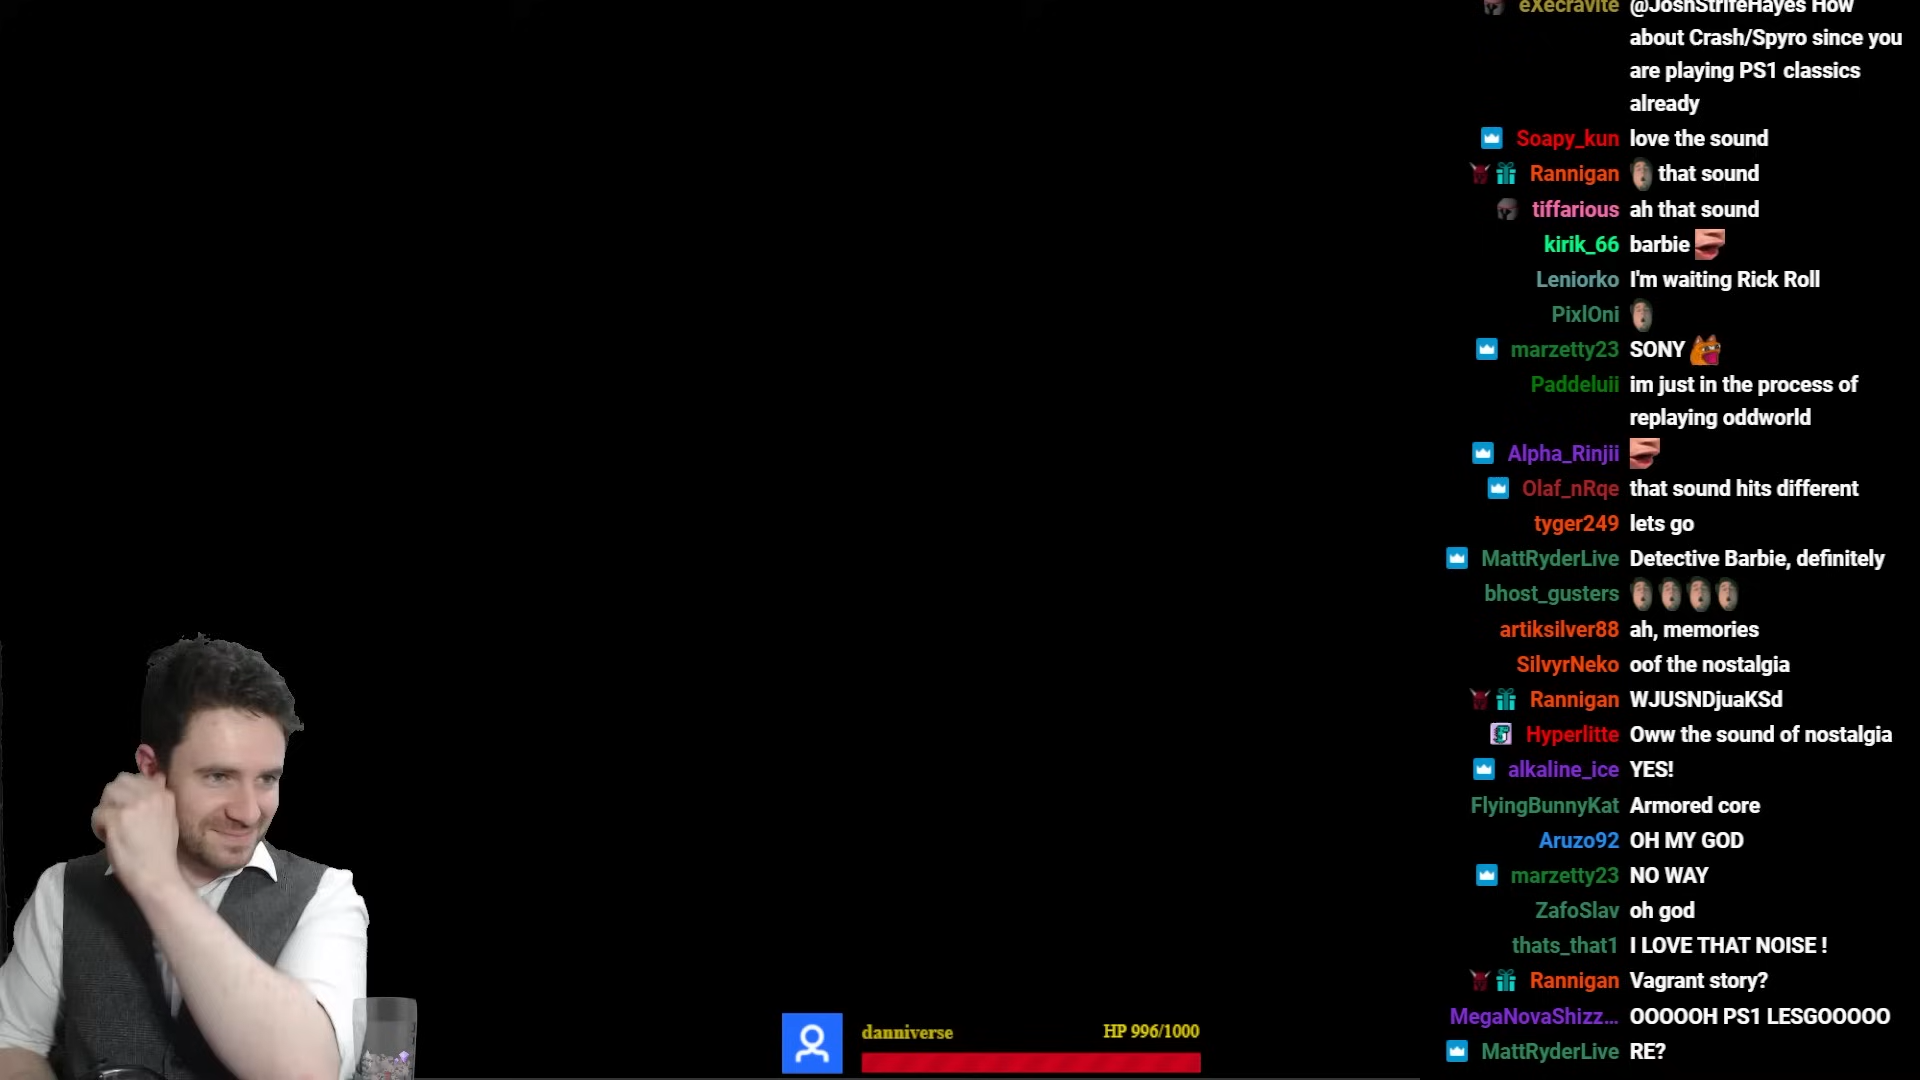 eXecravite @JoshStrifeHayes How
about Crash/Spyro since you
are playing PS1 classics
already
Soapy_kun love the sound
Rannigan that sound
tiffarious ah that sound
kirik_66 barbie
Leniorko I'm waiting Rick Roll
PixlOni
marzetty23 SONY
Paddeluii im just in the process of
replaying oddworld
Alpha_Rinjii
Olaf_nRqe that sound hits different
tyger249 lets go
MattRyderLive Detective Barbie, definitely
bhost_gusters
artiksilver88 ah, memories
SilvyrNeko oof the nostalgia
Rannigan WJUSNDjuaKSd
Hyperlitte Oww the sound of nostalgia
alkaline_ice YES!
FlyingBunnyKat Armored core
Aruzo92 OH MY GOD
marzetty23 NO WAY
ZafoSlav oh god
thats_that1 I LOVE THAT NOISE !
Rannigan Vagrant story?
MegaNovaShizz... OOOOOH PS1 LESGOOOOO
MattRyderLive RE?
danniverse HP 996/1000